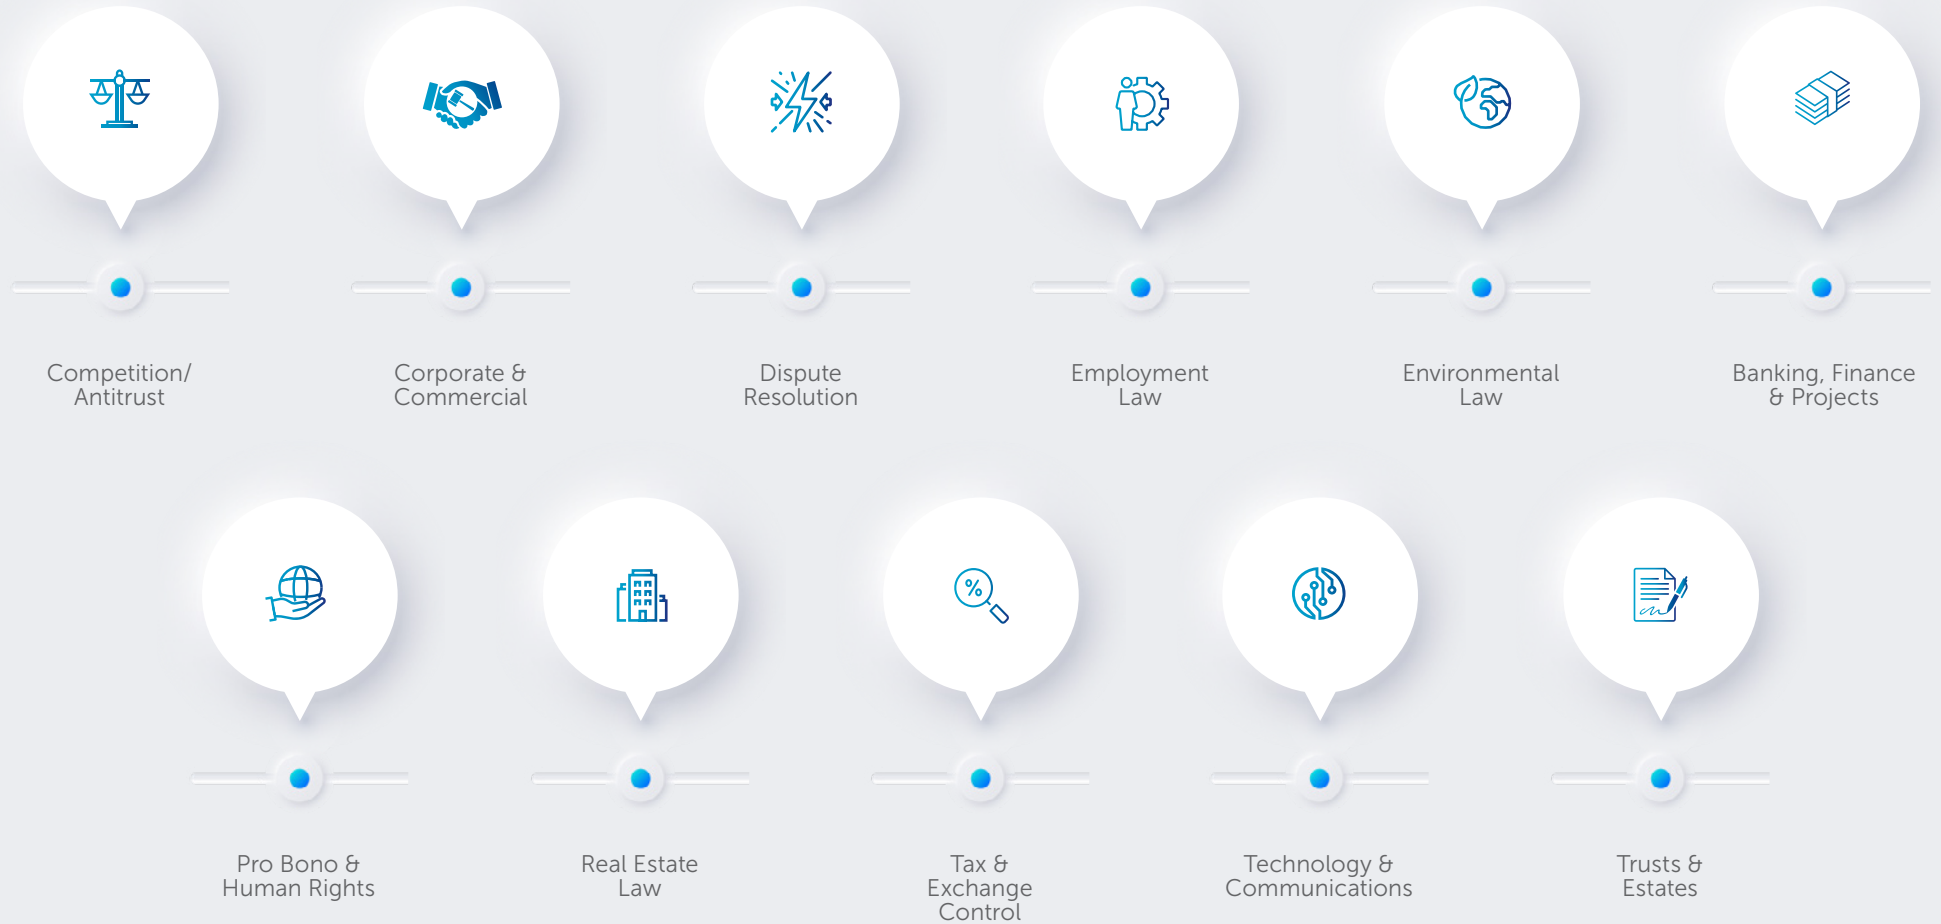 Competition/
Antitrust
Corporate &
Commercial
Dispute
Resolution
Employment
Law
Environmental
Law
Banking, Finance
& Projects
Pro Bono &
Human Rights
Real Estate
Law
Tax &
Exchange
Control
Technology &
Communications
Trusts &
Estates